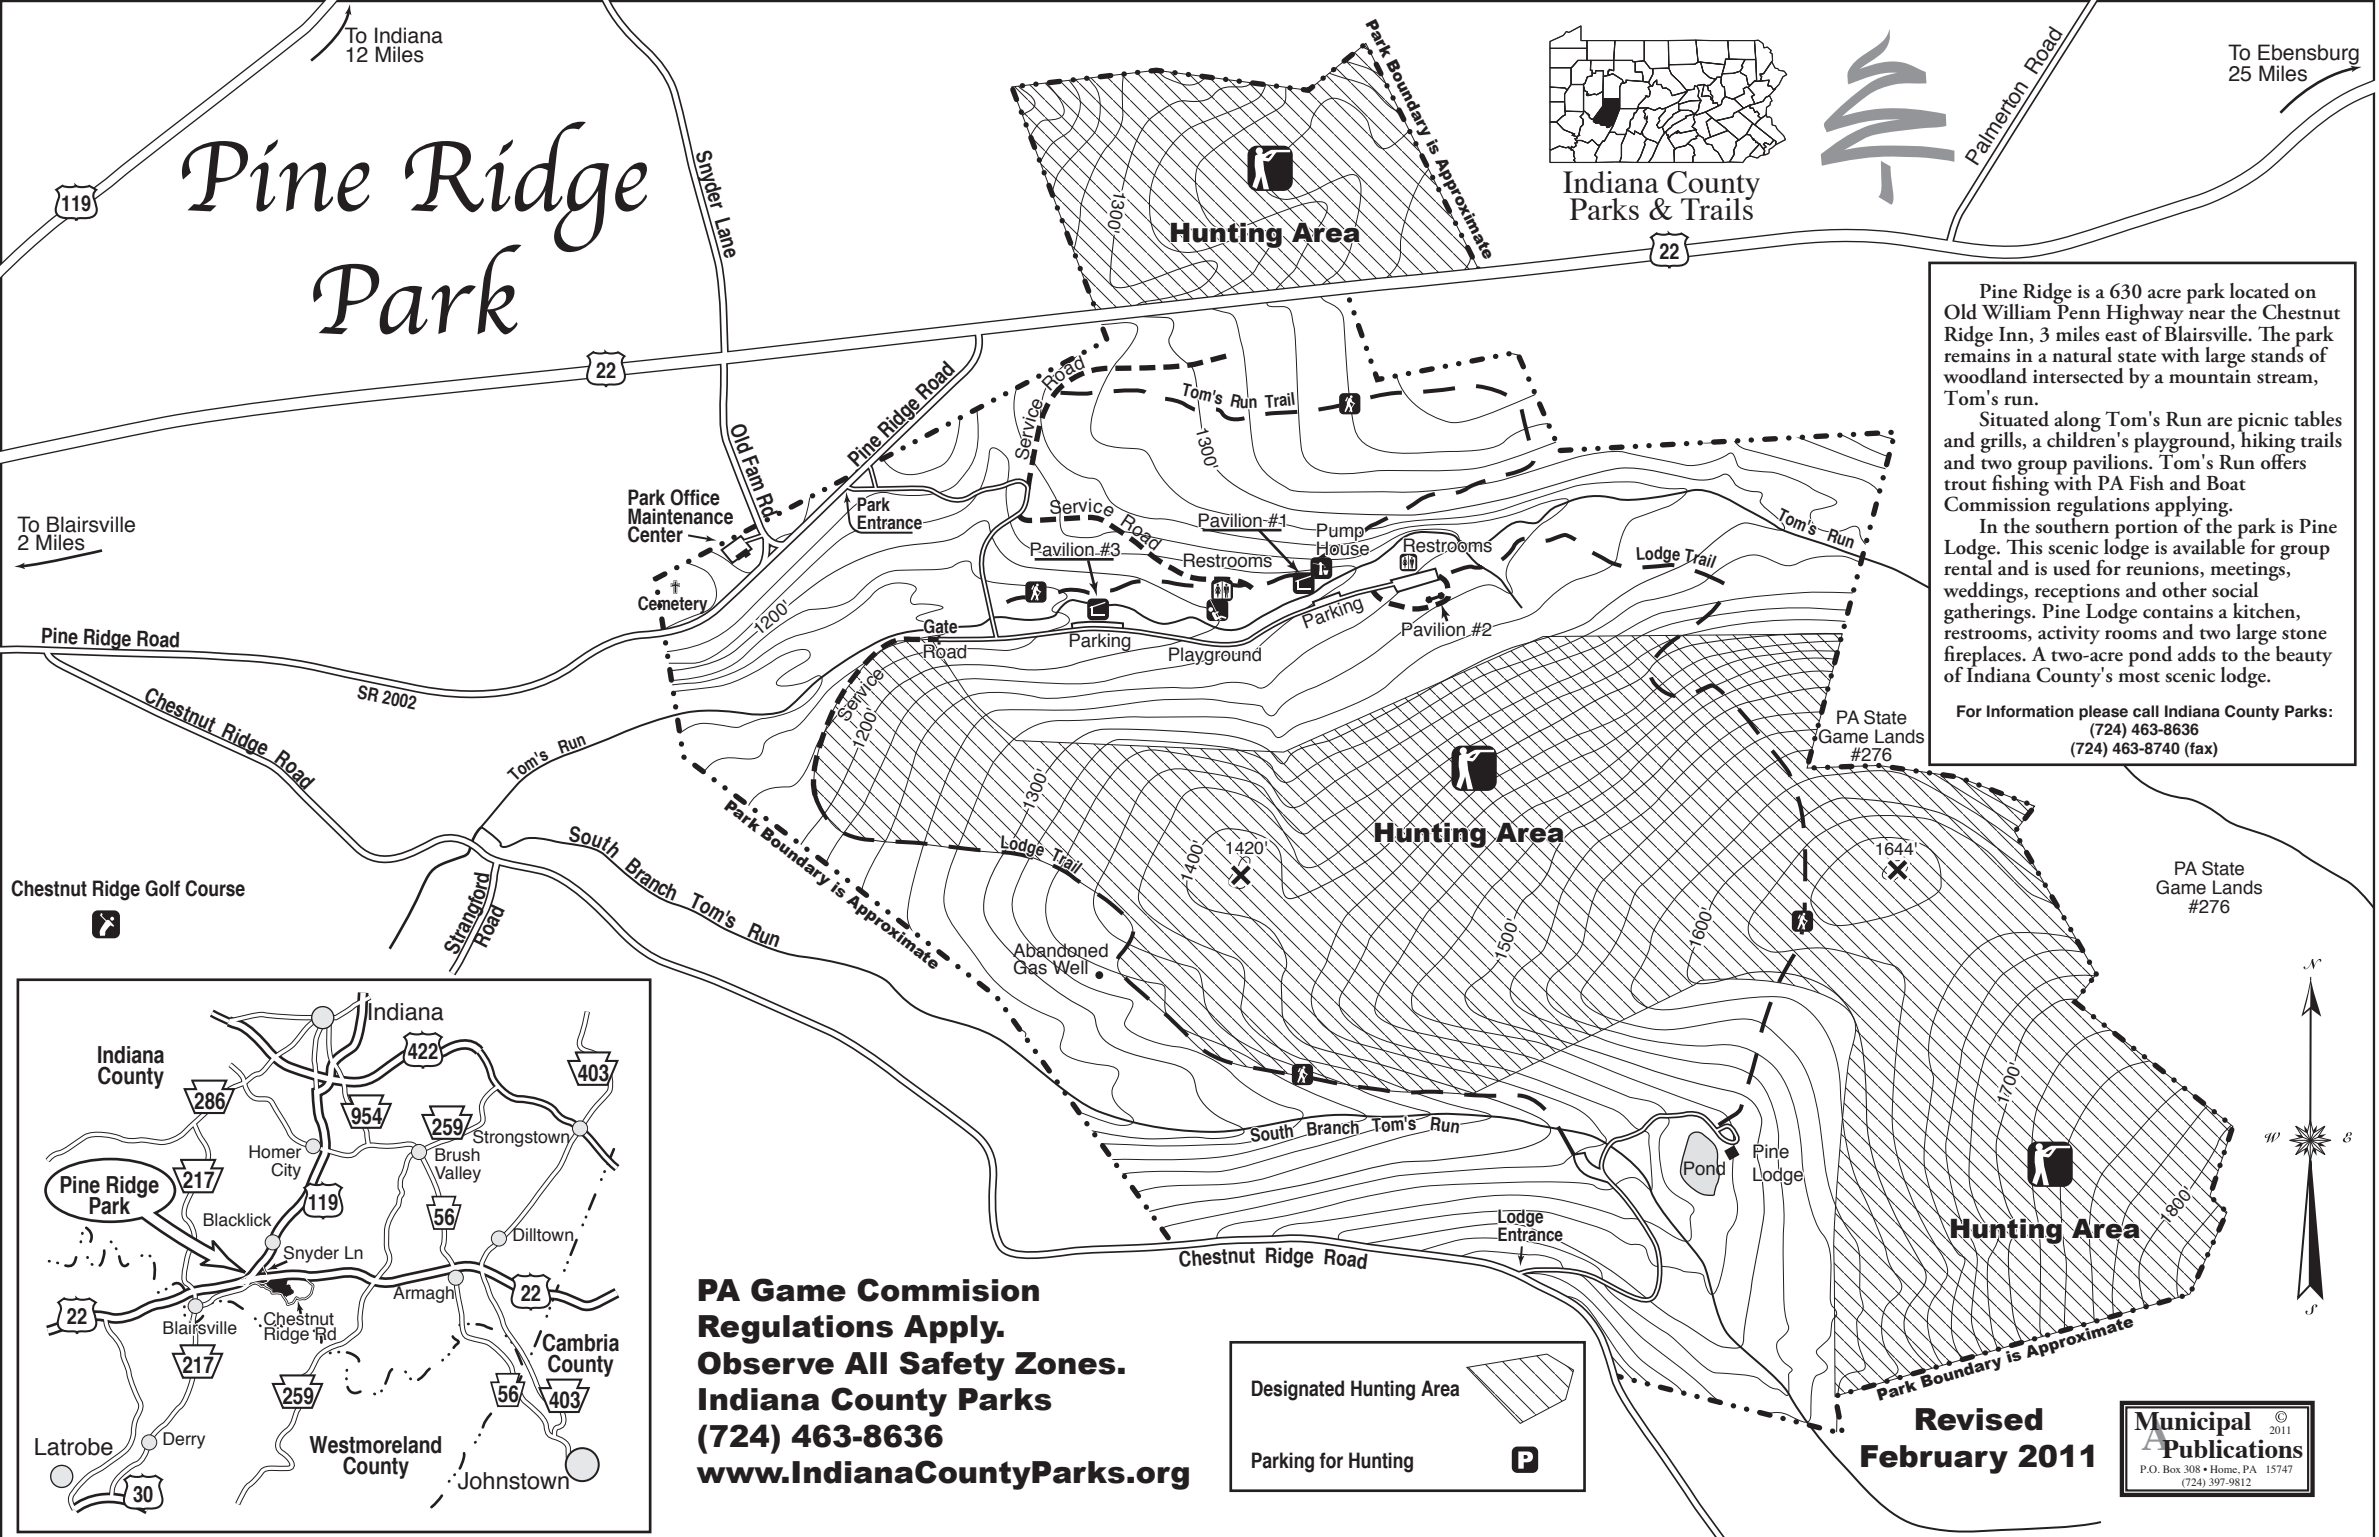 To Indiana
12 Miles
119
Pine Ridge
Park
Snyder Lane
Park Boundary is Approximate
1300'
Hunting Area
Indiana County
Parks & Trails
Palmerton Road
To Ebensburg
25 Miles
22
22
Pine Ridge is a 630 acre park located on
Old William Penn Highway near the Chestnut
Ridge Inn, 3 miles east of Blairsville. The park
remains in a natural state with large stands of
woodland intersected by a mountain stream,
Tom's run.
Situated along Tom's Run are picnic tables
and grills, a children's playground, hiking trails
and two group pavilions. Tom's Run offers
trout fishing with PA Fish and Boat
Commission regulations applying.
In the southern portion of the park is Pine
Lodge. This scenic lodge is available for group
rental and is used for reunions, meetings,
weddings, receptions and other social
gatherings. Pine Lodge contains a kitchen,
restrooms, activity rooms and two large stone
fireplaces. A two-acre pond adds to the beauty
of Indiana County's most scenic lodge.
For Information please call Indiana County Parks:
(724) 463-8636
(724) 463-8740 (fax)
To Blairsville
2 Miles
Old Fam Rd
Pine Ridge Road
Service Road
Tom's Run Trail
1300'
Park Office
Maintenance
Center
Park
Entrance
Service Road
Pavilion #1
Pump
House
Pavilion #3
Restrooms
Restrooms
Tom's Run
Lodge Trail
Cemetery
1200'
Gate
Road
Service
1200'
Parking
Playground
Parking
Pavilion #2
Pine Ridge Road
SR 2002
Chestnut Ridge Road
Tom's Run
PA State
Game Lands
#276
Hunting Area
1300'
Park Boundary is Approximate
Lodge Trail
1400'
1420'
1644'
1500'
1600'
PA State
Game Lands
#276
South Branch Tom's Run
Chestnut Ridge Golf Course
Strangford
Road
Abandoned
Gas Well
N
W
E
S
1700'
1800'
Hunting Area
South Branch Tom's Run
Pond
Pine
Lodge
Lodge
Entrance
Chestnut Ridge Road
Park Boundary is Approximate
Indiana
Indiana
County
422
403
286
954
259
Strongstown
Homer
City
Brush
Valley
217
Pine Ridge
Park
119
56
Blacklick
Dilltown
Snyder Ln
Armagh
22
22
Blairsville
Chestnut
Ridge Rd
Cambria
County
217
259
56
403
Latrobe
Derry
Westmoreland
County
Johnstown
30
PA Game Commision
Regulations Apply.
Observe All Safety Zones.
Indiana County Parks
(724) 463-8636
www.IndianaCountyParks.org
Designated Hunting Area
Parking for Hunting
P
Revised
February 2011
A
Municipal
Publications
©
2011
P.O. Box 308 • Home, PA 15747
(724) 397-9812